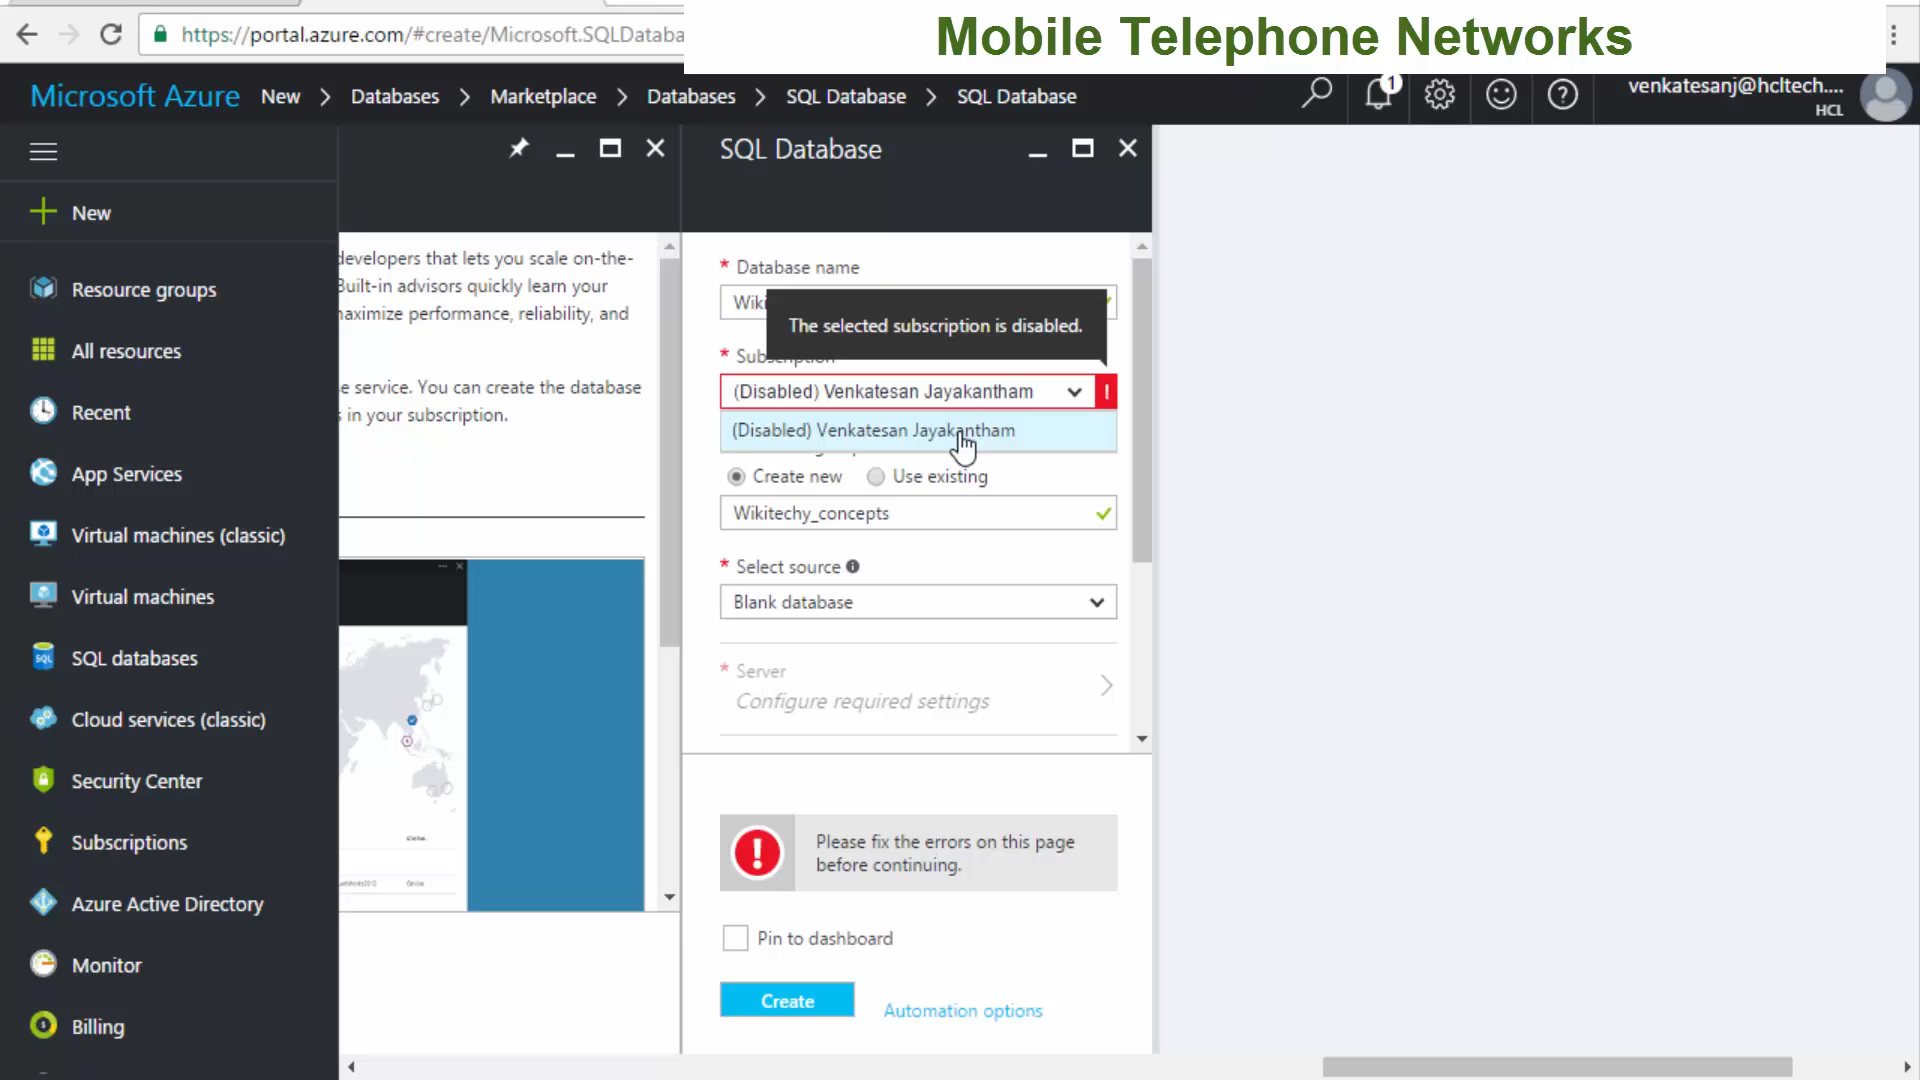 Mobile Telephone Networks
https://portal.azure.com/#create/Microsoft.SQLDataba
Microsoft Azure New > Databases > Marketplace > Databases > SQL Database > SQL Database
1
venkatesanj@hcltech....
HCL
New
Resource groups
All resources
Recent
App Services
Virtual machines (classic)
Virtual machines
SQL databases
Cloud services (classic)
Security Center
Subscriptions
Azure Active Directory
Monitor
Billing
developers that lets you scale on-the-
Built-in advisors quickly learn your
maximize performance, reliability, and
e service. You can create the database
s in your subscription.
SQL Database
* Database name
Wiki
The selected subscription is disabled.
* Subscription
(Disabled) Venkatesan Jayakantham
(Disabled) Venkatesan Jayakantham
Create new Use existing
Wikitechy_concepts
* Select source
Blank database
* Server
Configure required settings
Please fix the errors on this page
before continuing.
Pin to dashboard
Create
Automation options